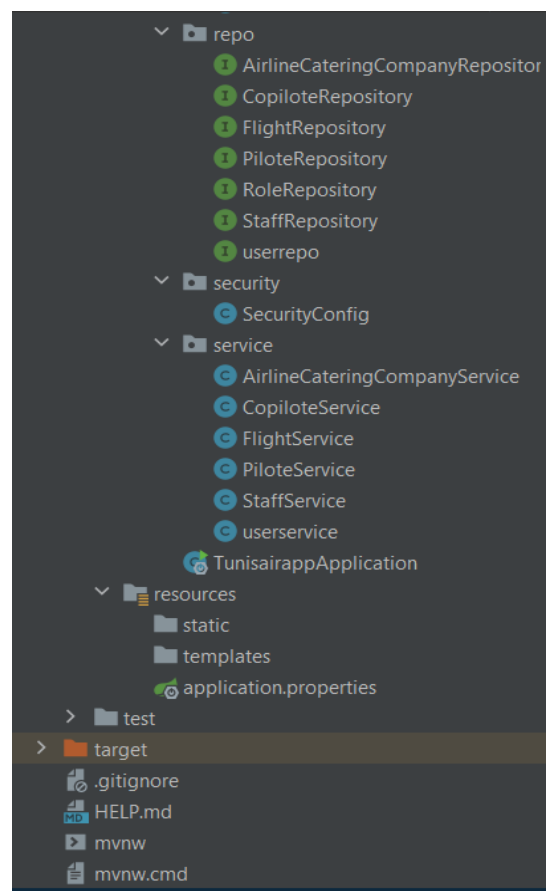 repo
AirlineCateringCompanyRepositor
CopiloteRepository
FlightRepository
PiloteRepository
RoleRepository
StaffRepository
userrepo
security
SecurityConfig
service
AirlineCateringCompanyService
CopiloteService
FlightService
PiloteService
StaffService
userservice
TunisairappApplication
resources
static
templates
application.properties
test
target
.gitignore
HELP.md
mvnw
mvnw.cmd